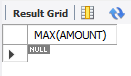 Result Grid
MAX(AMOUNT)
NULL